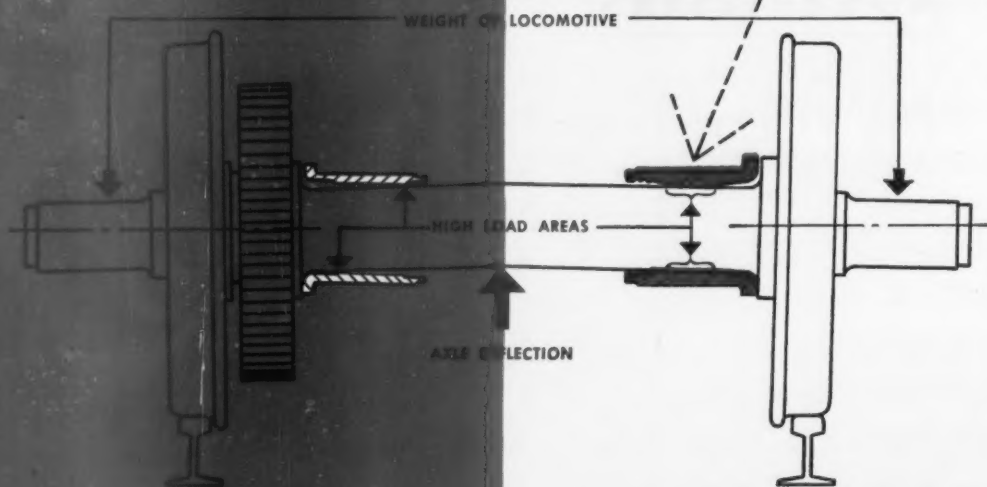 WEIGHT OF LOCOMOTIVE
HIGH LOAD AREAS
AXLE DEFLECTION